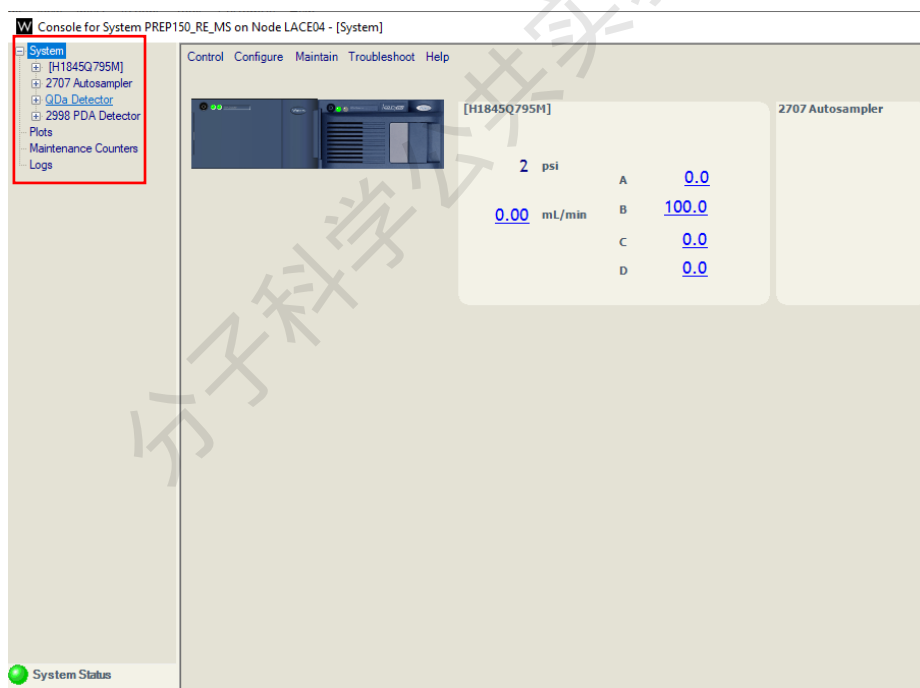 Console for System PREP150_RE_MS on Node LACE04 - [System]
System
[H1845Q795M]
2707 Autosampler
QDa Detector
2998 PDA Detector
Plots
Maintenance Counters
Logs
Control Configure Maintain Troubleshoot Help
[H1845Q795M]
2 psi
0.00 mL/min
A 0.0
B 100.0
C 0.0
D 0.0
2707 Autosampler
System Status
分子科学公共实